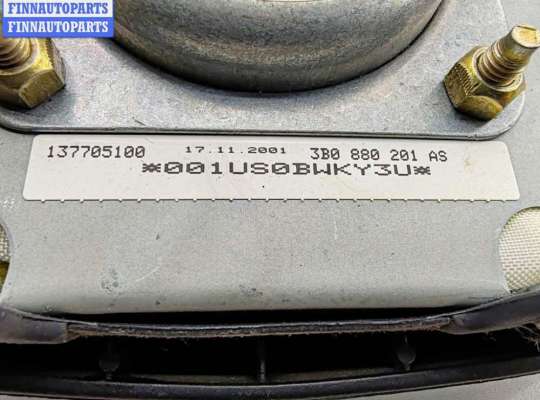 FINNAUTOPARTS
FINNAUTOPARTS
137705100 17.11.2001 3B0 880 201 AS
*001US0BWKY3U*